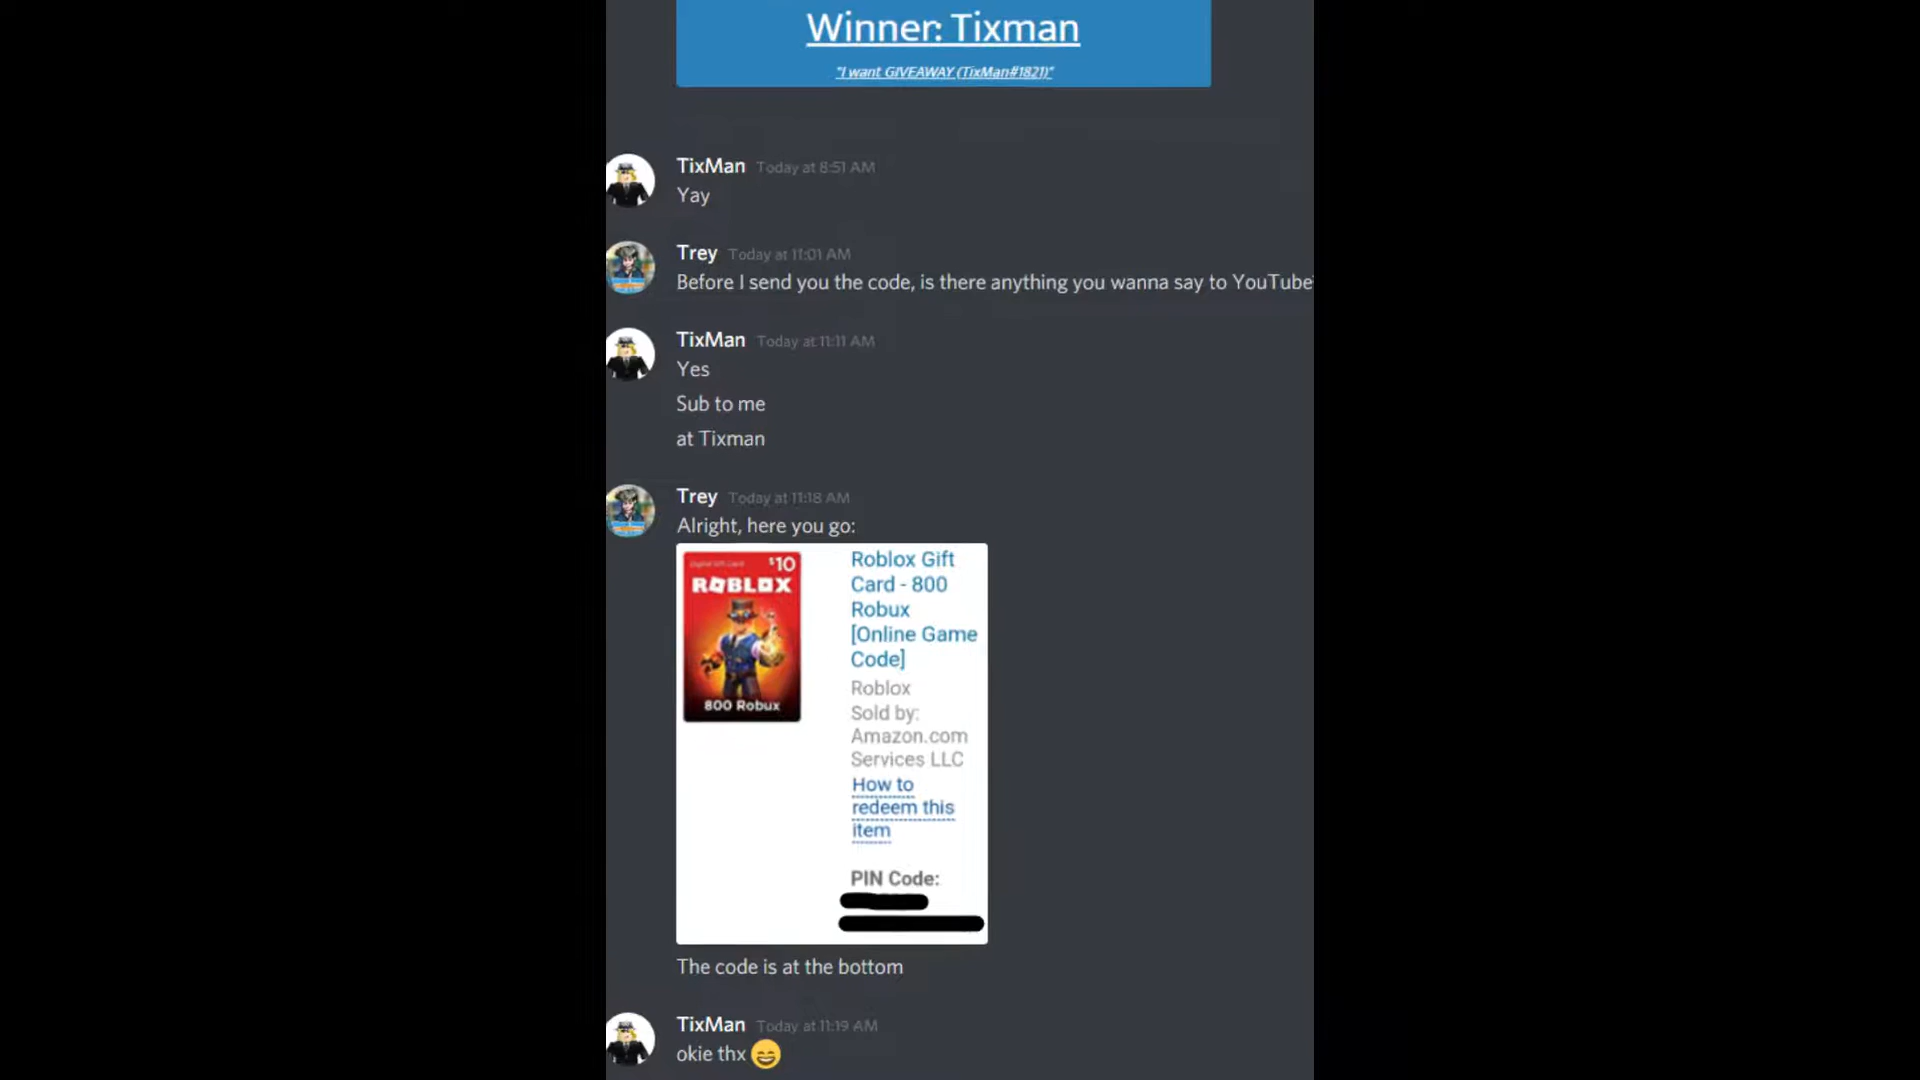 Winner: Tixman
"I want GIVEAWAY (TixMan#1821)"
TixMan Today at 8:51 AM
Yay
Trey Today at 11:01 AM
Before I send you the code, is there anything you wanna say to YouTube
TixMan Today at 11:11 AM
Yes
Sub to me
at Tixman
Trey Today at 11:18 AM
Alright, here you go:
Digital Gift Card $10
ROBLOX
800 Robux
Roblox Gift
Card - 800
Robux
[Online Game
Code]
Roblox
Sold by:
Amazon.com
Services LLC
How to
redeem this
item
PIN Code:
The code is at the bottom
TixMan Today at 11:19 AM
okie thx